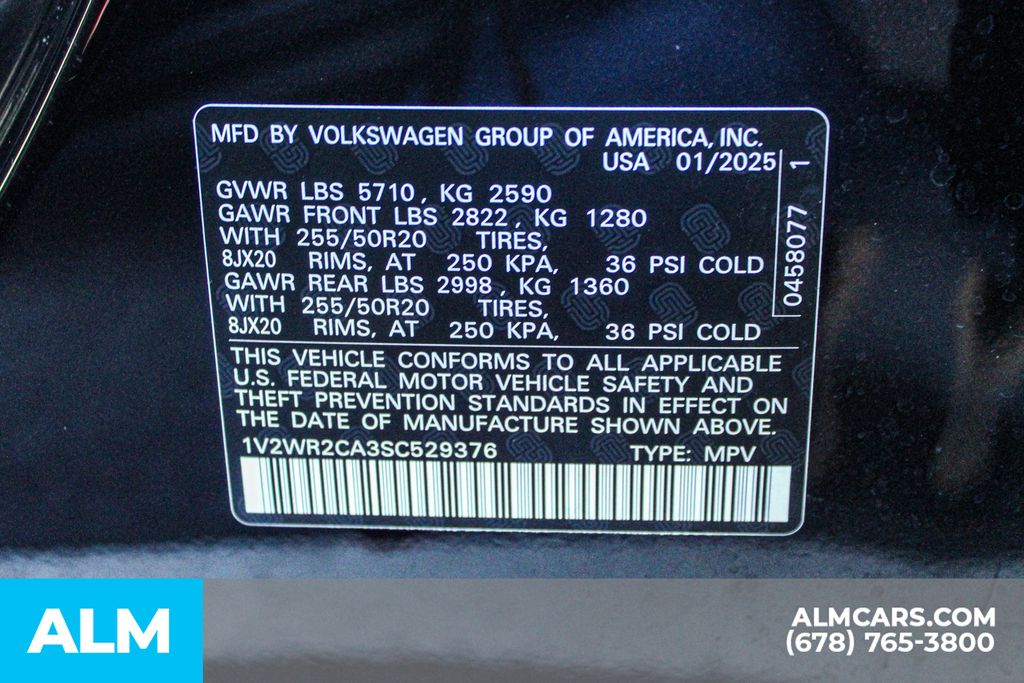 MFD BY VOLKSWAGEN GROUP OF AMERICA, INC.
USA 01/2025
GVWR LBS 5710, KG 2590
GAWR FRONT LBS 2822, KG 1280
WITH 255/50R20 TIRES,
8JX20 RIMS, AT 250 KPA, 36 PSI COLD
GAWR REAR LBS 2998, KG 1360
WITH 255/50R20 TIRES,
8JX20 RIMS, AT 250 KPA, 36 PSI COLD
0458077 1
THIS VEHICLE CONFORMS TO ALL APPLICABLE
U.S. FEDERAL MOTOR VEHICLE SAFETY AND
THEFT PREVENTION STANDARDS IN EFFECT ON
THE DATE OF MANUFACTURE SHOWN ABOVE.
1V2WR2CA3SC529376 TYPE: MPV
ALM
ALMCARS.COM
(678) 765-3800